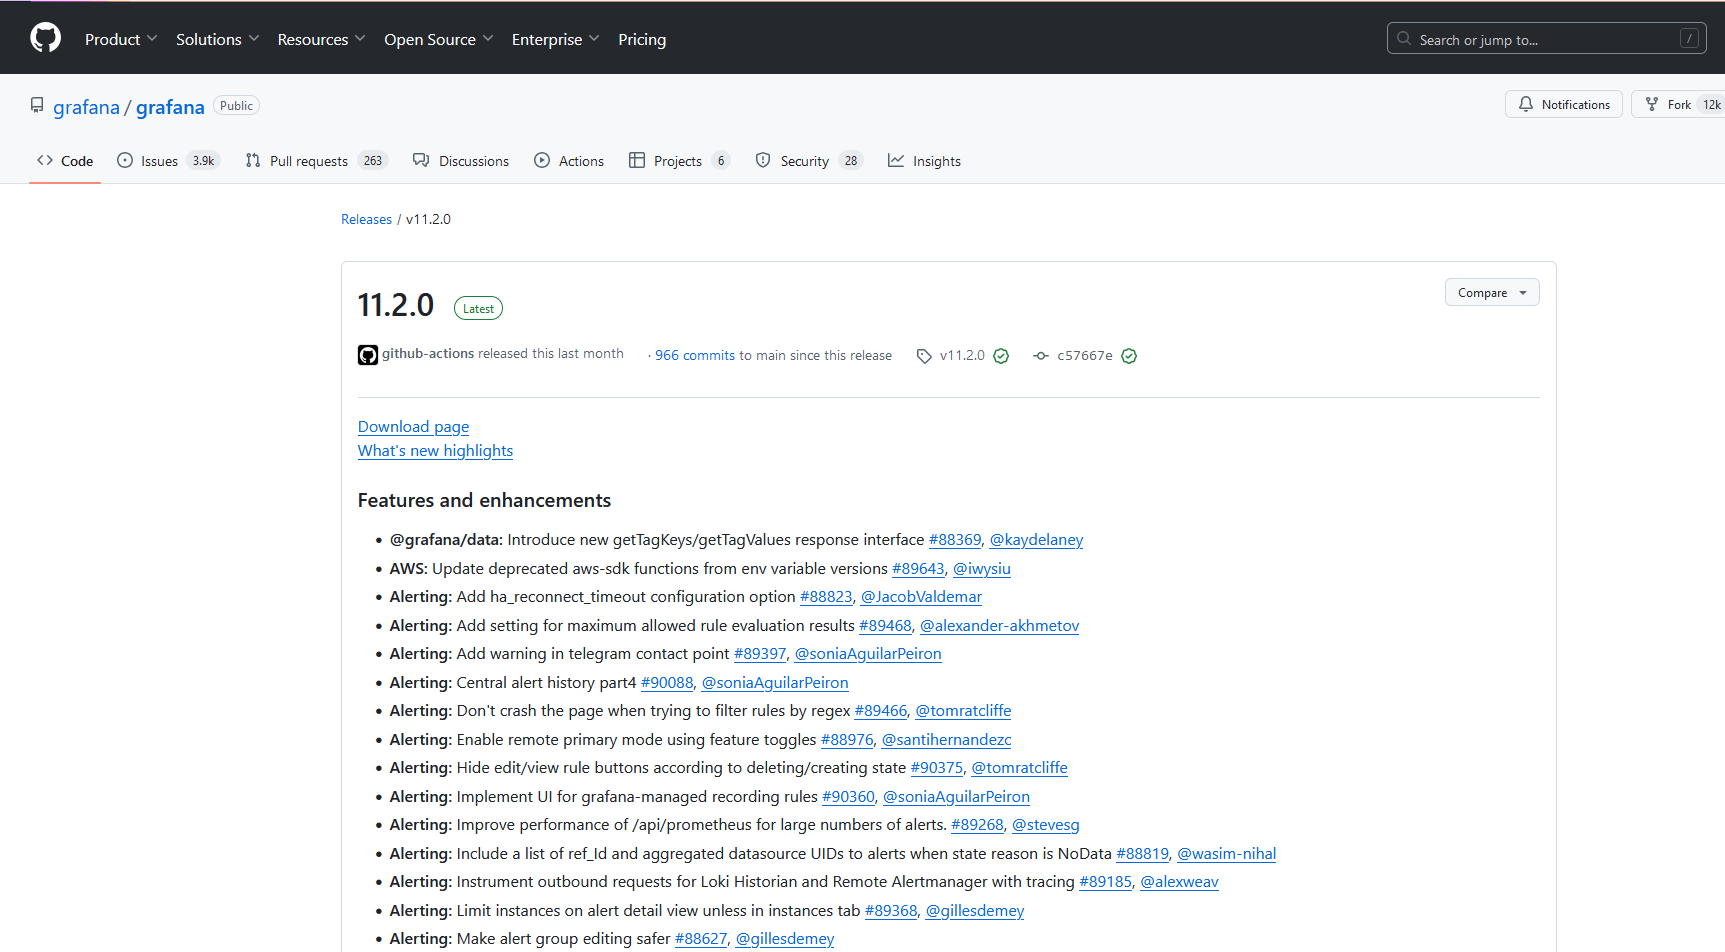 Product Solutions Resources Open Source Enterprise Pricing Search or jump to... /
grafana / grafana Public Notifications Fork 12k
Code Issues 3.9k Pull requests 263 Discussions Actions Projects 6 Security 28 Insights
Releases / v11.2.0
11.2.0 Latest Compare
github-actions released this last month · 966 commits to main since this release v11.2.0 c57667e
Download page
What's new highlights
Features and enhancements
• @grafana/data: Introduce new getTagKeys/getTagValues response interface #88369, @kaydelaney
• AWS: Update deprecated aws-sdk functions from env variable versions #89643, @iwysiu
• Alerting: Add ha_reconnect_timeout configuration option #88823, @JacobValdemar
• Alerting: Add setting for maximum allowed rule evaluation results #89468, @alexander-akhmetov
• Alerting: Add warning in telegram contact point #89397, @soniaAguilarPeiron
• Alerting: Central alert history part4 #90088, @soniaAguilarPeiron
• Alerting: Don't crash the page when trying to filter rules by regex #89466, @tomratcliffe
• Alerting: Enable remote primary mode using feature toggles #88976, @santihernandezc
• Alerting: Hide edit/view rule buttons according to deleting/creating state #90375, @tomratcliffe
• Alerting: Implement UI for grafana-managed recording rules #90360, @soniaAguilarPeiron
• Alerting: Improve performance of /api/prometheus for large numbers of alerts. #89268, @stevesg
• Alerting: Include a list of ref_Id and aggregated datasource UIDs to alerts when state reason is NoData #88819, @wasim-nihal
• Alerting: Instrument outbound requests for Loki Historian and Remote Alertmanager with tracing #89185, @alexweav
• Alerting: Limit instances on alert detail view unless in instances tab #89368, @gillesdemey
• Alerting: Make alert group editing safer #88627, @gillesdemey